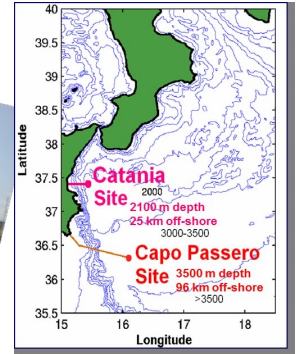 40
39.5
39
38.5
38
37.5
37
36.5
36
35.5
Latitude
Catania
Site
2000
2100 m depth
25 km off-shore
3000-3500
Capo Passero
Site
3500 m depth
96 km off-shore
>3500
15 16 17 18
Longitude